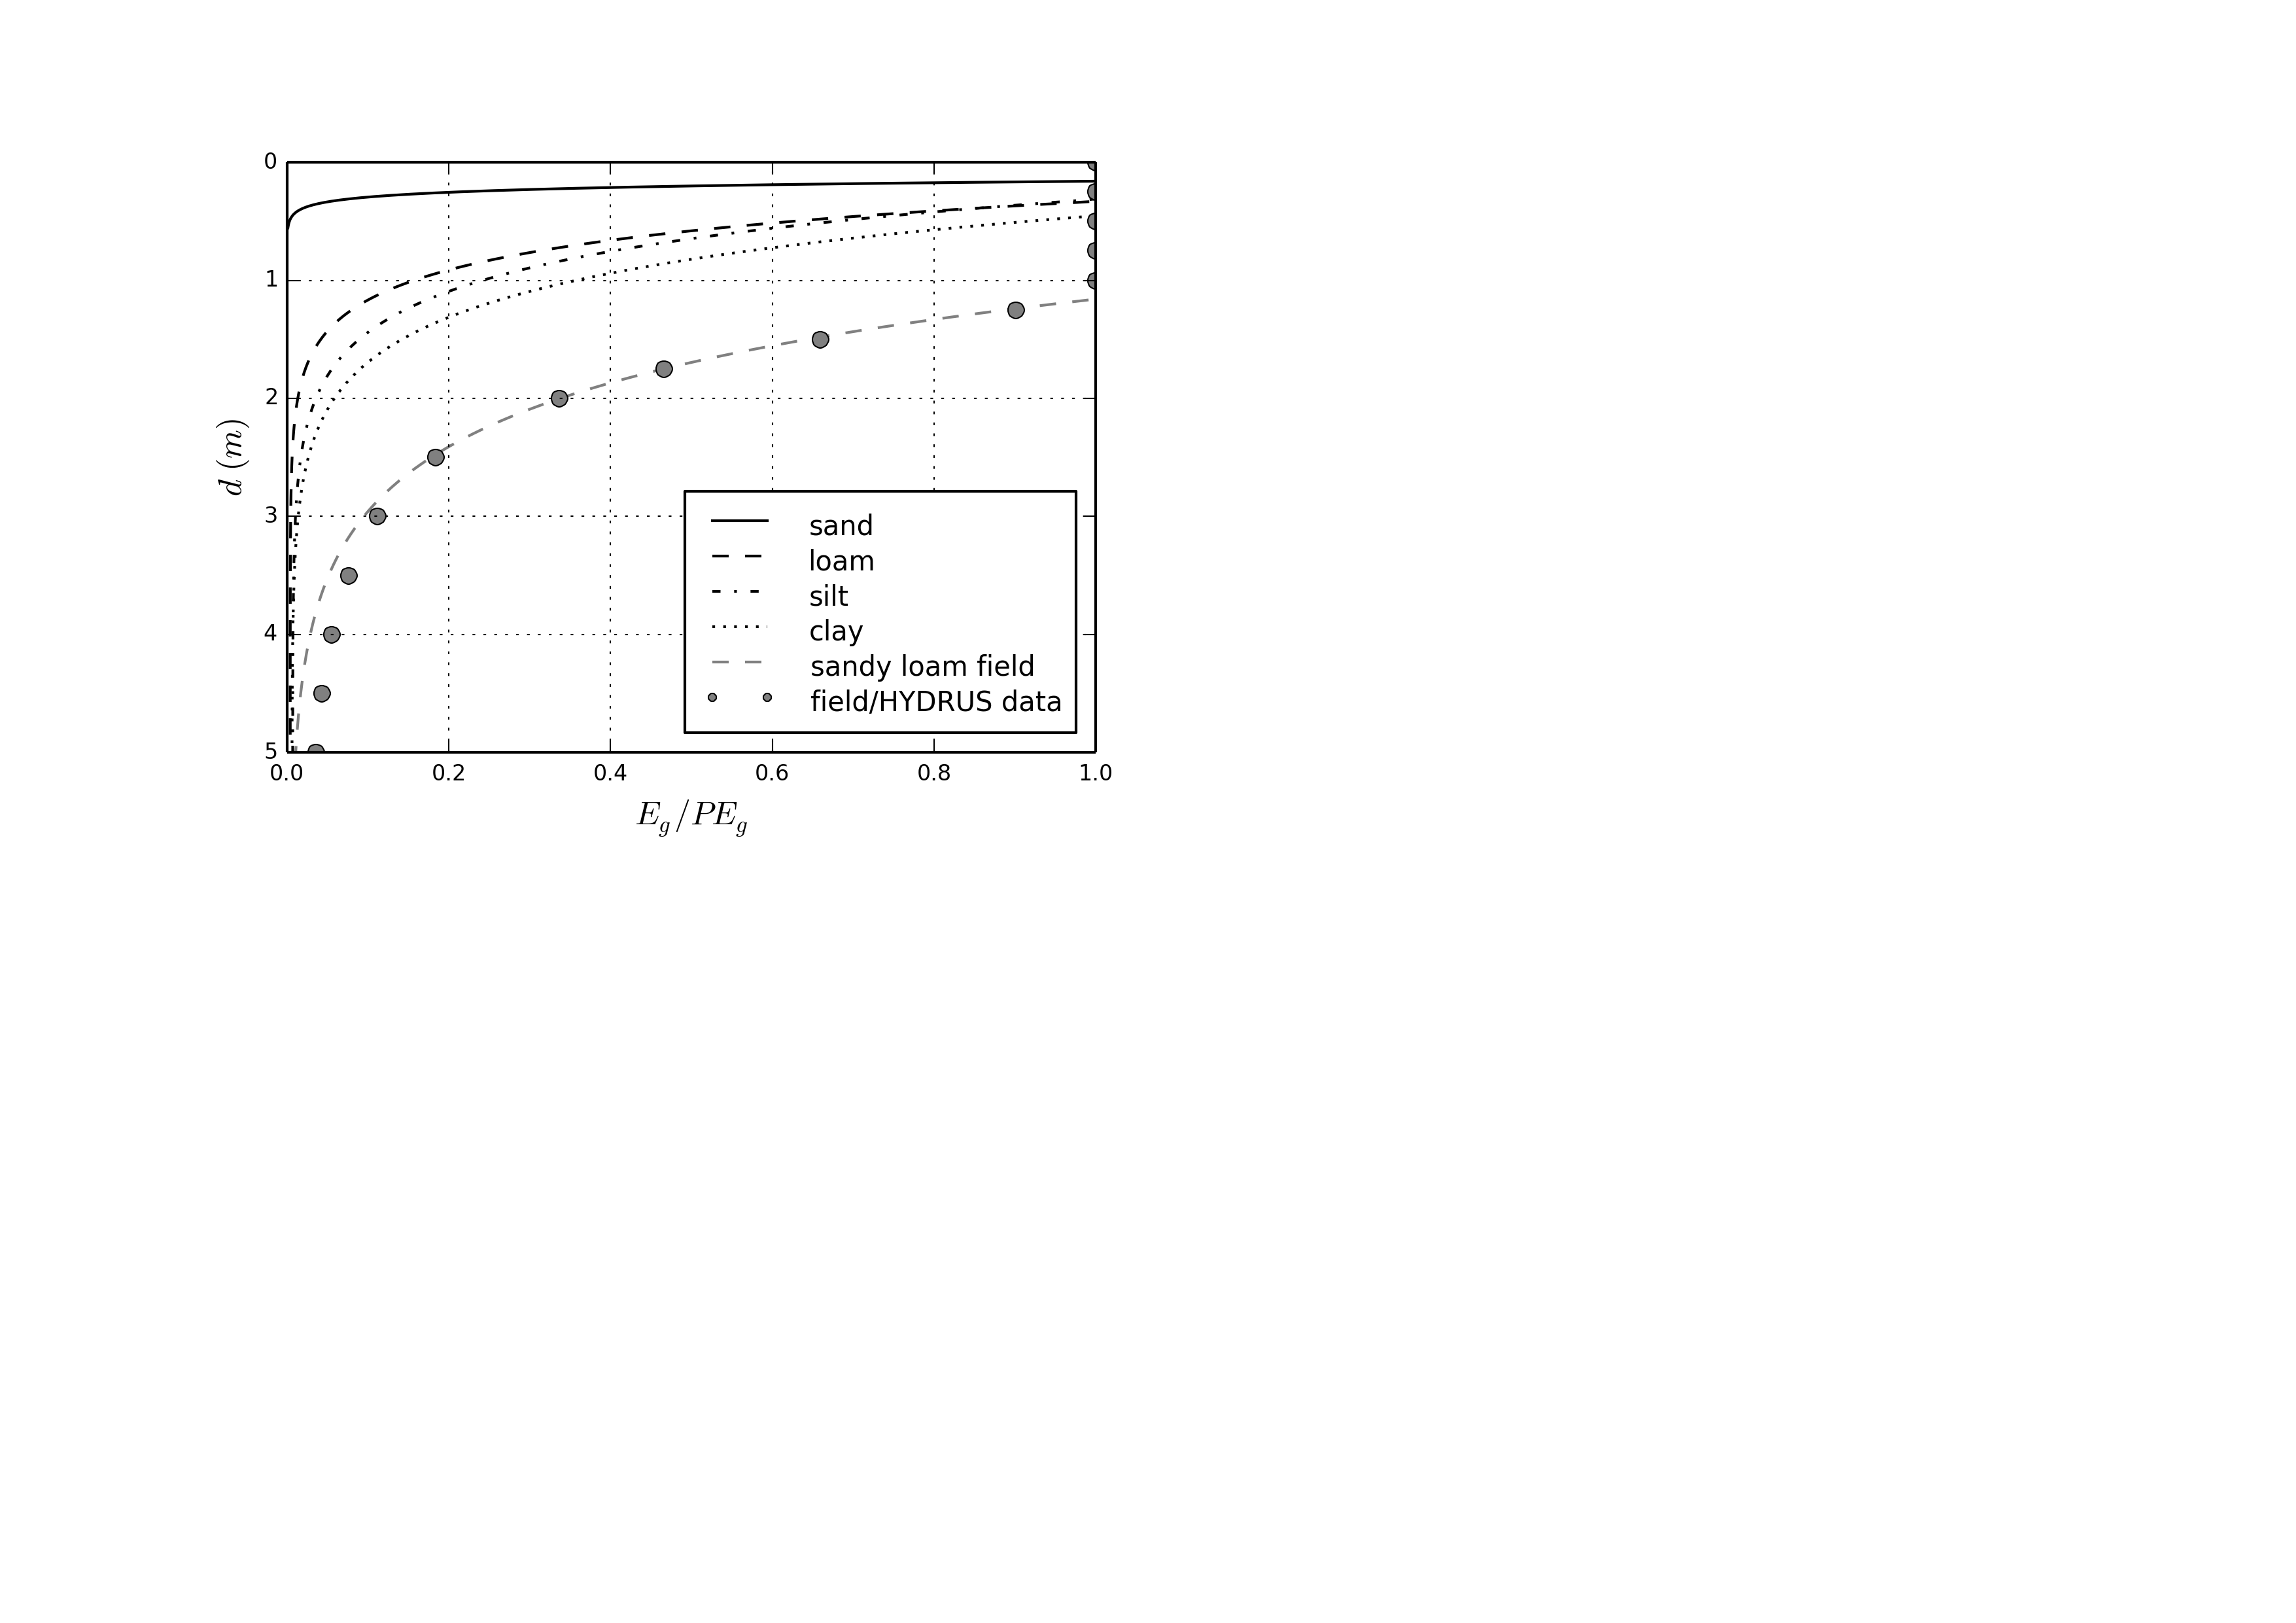 0
1
2
3
4
5
d (m)
0.0 0.2 0.4 0.6 0.8 1.0
E_g/PE_g
sand
loam
silt
clay
sandy loam field
field/HYDRUS data